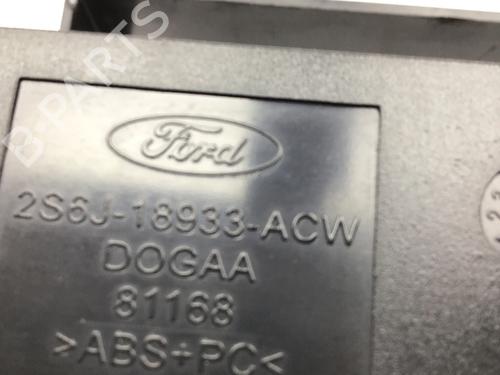 B-PARTS
Ford
2S6J-18933-ACW
DOGAA
81168
>ABS+PC<